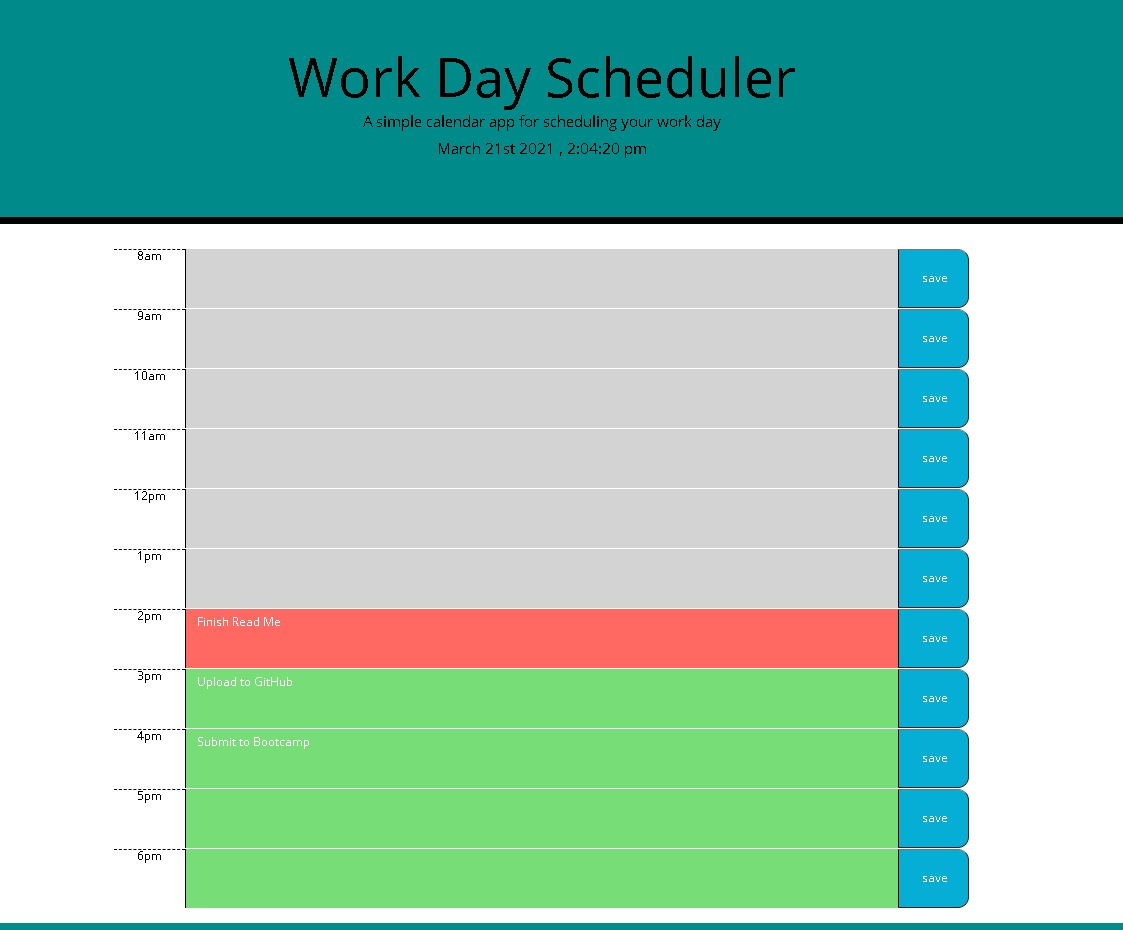 Work Day Scheduler
A simple calendar app for scheduling your work day
March 21st 2021 , 2:04:20 pm
8am
save
9am
save
10am
save
11am
save
12pm
save
1pm
save
2pm
Finish Read Me
save
3pm
Upload to GitHub
save
4pm
Submit to Bootcamp
save
5pm
save
6pm
save